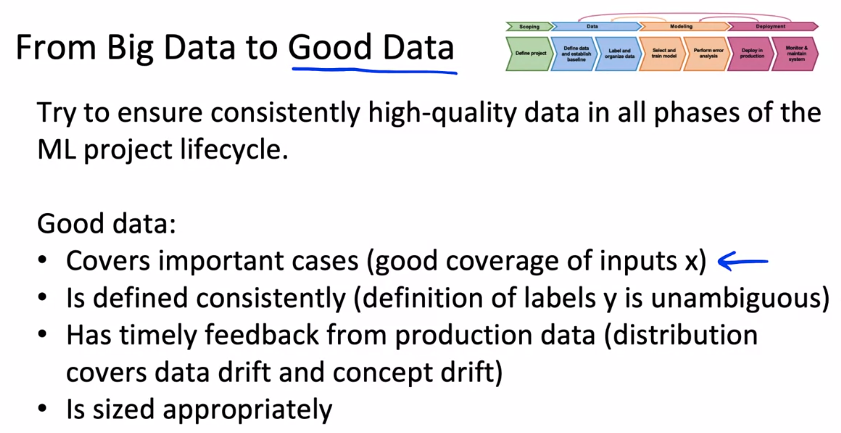 From Big Data to Good Data
Scoping
Data
Modeling
Deployment
Define project
Define data
and establish
baseline
Label and
organize data
Select and
train model
Perform error
analysis
Deploy in
production
Monitor &
maintain
system
Try to ensure consistently high-quality data in all phases of the
ML project lifecycle.
Good data:
• Covers important cases (good coverage of inputs x)
• Is defined consistently (definition of labels y is unambiguous)
• Has timely feedback from production data (distribution
covers data drift and concept drift)
• Is sized appropriately